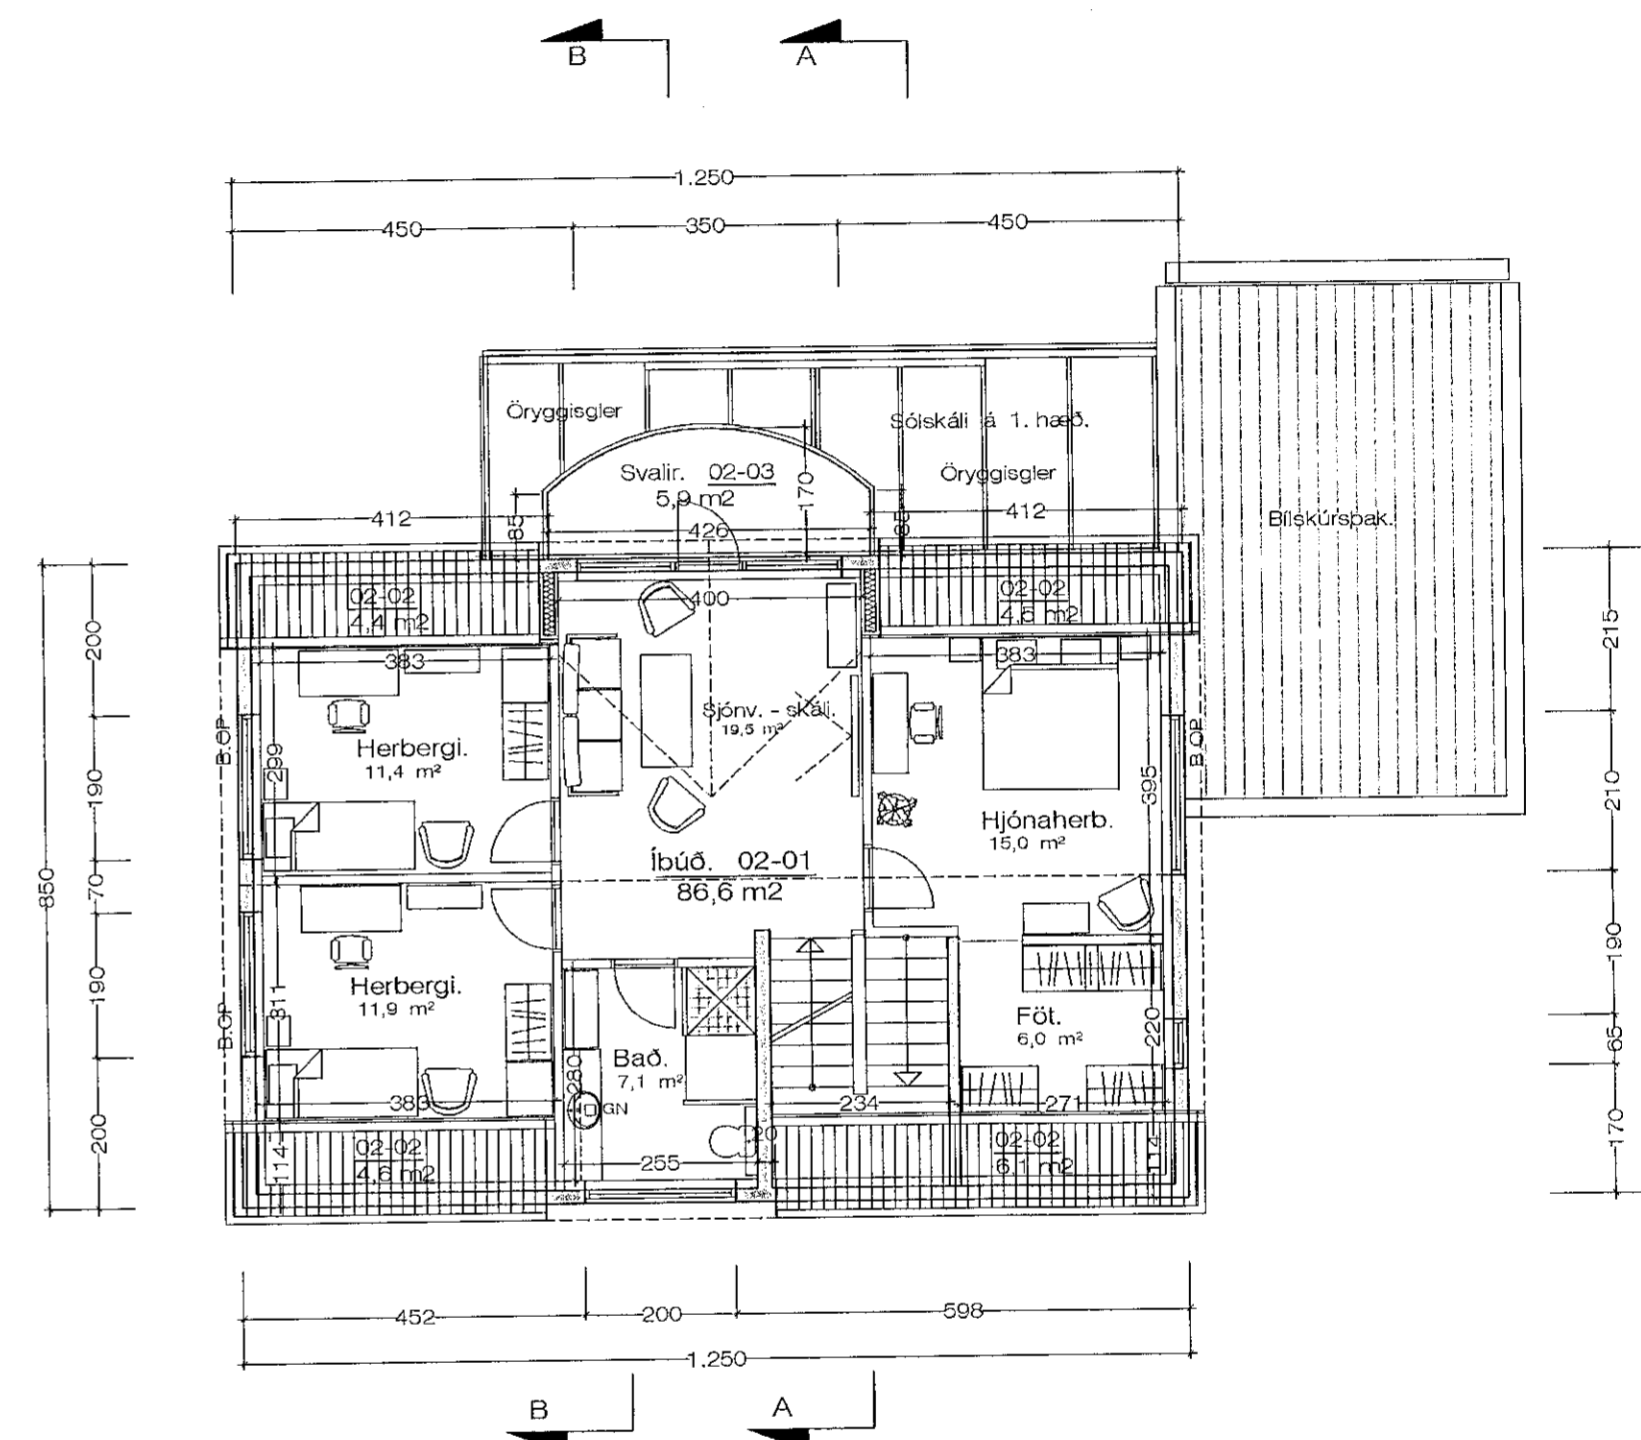 B
A
1.250
450
350
450
Öryggisgler
Sólskáli á 1. hæð.
Svalir. 02-03
5,9 m2
Öryggisgler
170
412
85
426
85
412
Bílskúrsþak.
02-02
4,4 m2
400
02-02
4,5 m2
200
215
383
383
B.OP
Sjónv. - skáli.
19,5 m²
B.OP
Herbergi.
11,4 m²
299
190
395
210
Hjónaherb.
15,0 m²
850
Íbúð. 02-01
86,6 m2
70
190
Herbergi.
11,9 m²
190
311
B.OP
Föt.
6,0 m²
220
65
Bað.
7,1 m²
280
GN
383
234
271
200
20
170
02-02
4,6 m2
114
255
02-02
6,1 m2
114
452
200
598
1.250
B
A